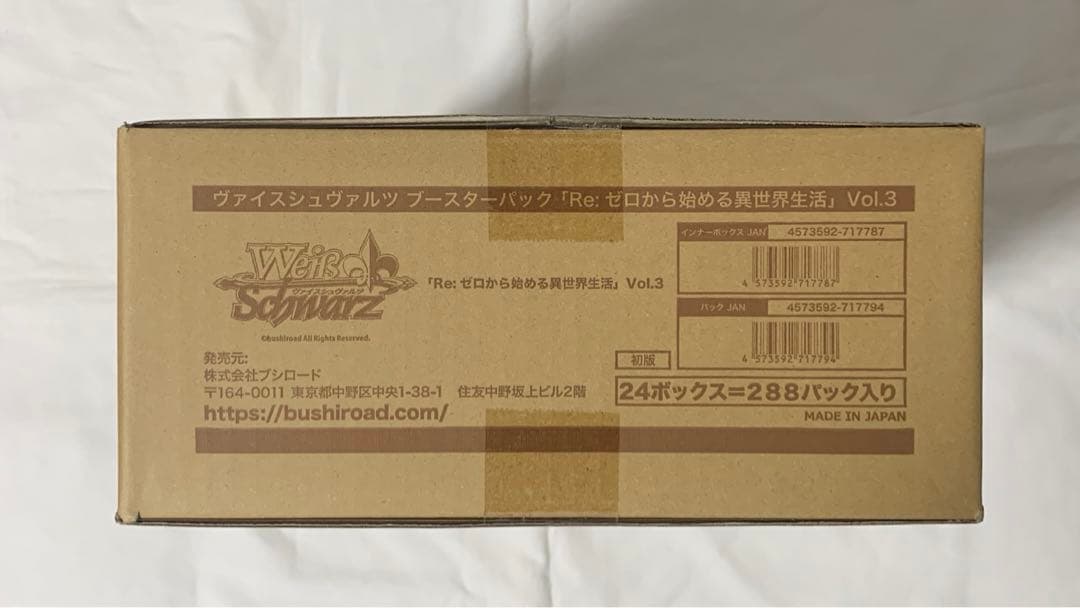 ヴァイスシュヴァルツ ブースターパック「Re: ゼロから始める異世界生活」Vol.3
Weiß
ヴァイスシュヴァルツ
Schwarz
©bushiroad All Rights Reserved.
「Re: ゼロから始める異世界生活」Vol.3
インナーボックス JAN 4573592-717787
4 573592 717787
パック JAN 4573592-717794
4 573592 717794
発売元:
株式会社ブシロード
〒164-0011 東京都中野区中央1-38-1 住友中野坂上ビル2階
https://bushiroad.com/
初版
24ボックス=288パック入り
MADE IN JAPAN